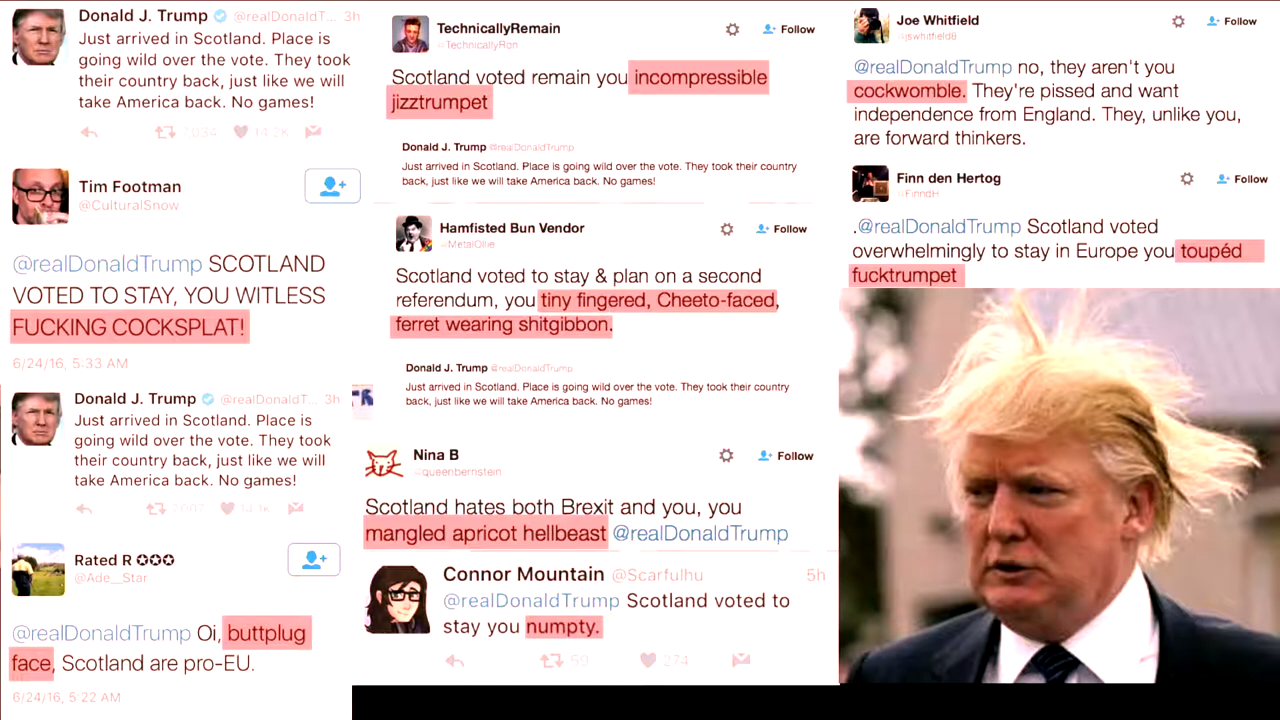 Donald J. Trump @realDonaldT... 3h
Just arrived in Scotland. Place is
going wild over the vote. They took
their country back, just like we will
take America back. No games!
7,034 14.2K
Tim Footman
@CulturalSnow
@realDonaldTrump SCOTLAND
VOTED TO STAY, YOU WITLESS
FUCKING COCKSPLAT!
6/24/16, 5:33 AM
Donald J. Trump @realDonaldT... 3h
Just arrived in Scotland. Place is
going wild over the vote. They took
their country back, just like we will
take America back. No games!
Rated R ✪✪✪
@Ade__Star
@realDonaldTrump Oi, buttplug
face, Scotland are pro-EU.
6/24/16, 5:22 AM
TechnicallyRemain
@TechnicallyRon
Follow
Scotland voted remain you incompressible
jizztrumpet
Donald J. Trump @realDonaldTrump
Just arrived in Scotland. Place is going wild over the vote. They took their country
back, just like we will take America back. No games!
Hamfisted Bun Vendor
@MetalOllie
Follow
Scotland voted to stay & plan on a second
referendum, you tiny fingered, Cheeto-faced,
ferret wearing shitgibbon.
Donald J. Trump @realDonaldTrump
Just arrived in Scotland. Place is going wild over the vote. They took their country
back, just like we will take America back. No games!
Nina B
@queenbernstein
Follow
Scotland hates both Brexit and you, you
mangled apricot hellbeast @realDonaldTrump
Connor Mountain @Scarfulhu 5h
@realDonaldTrump Scotland voted to
stay you numpty.
59 274
Joe Whitfield
@jswhitfield8
Follow
@realDonaldTrump no, they aren't you
cockwomble. They're pissed and want
independence from England. They, unlike you,
are forward thinkers.
Finn den Hertog
@FinndH
Follow
.@realDonaldTrump Scotland voted
overwhelmingly to stay in Europe you toupéd
fucktrumpet